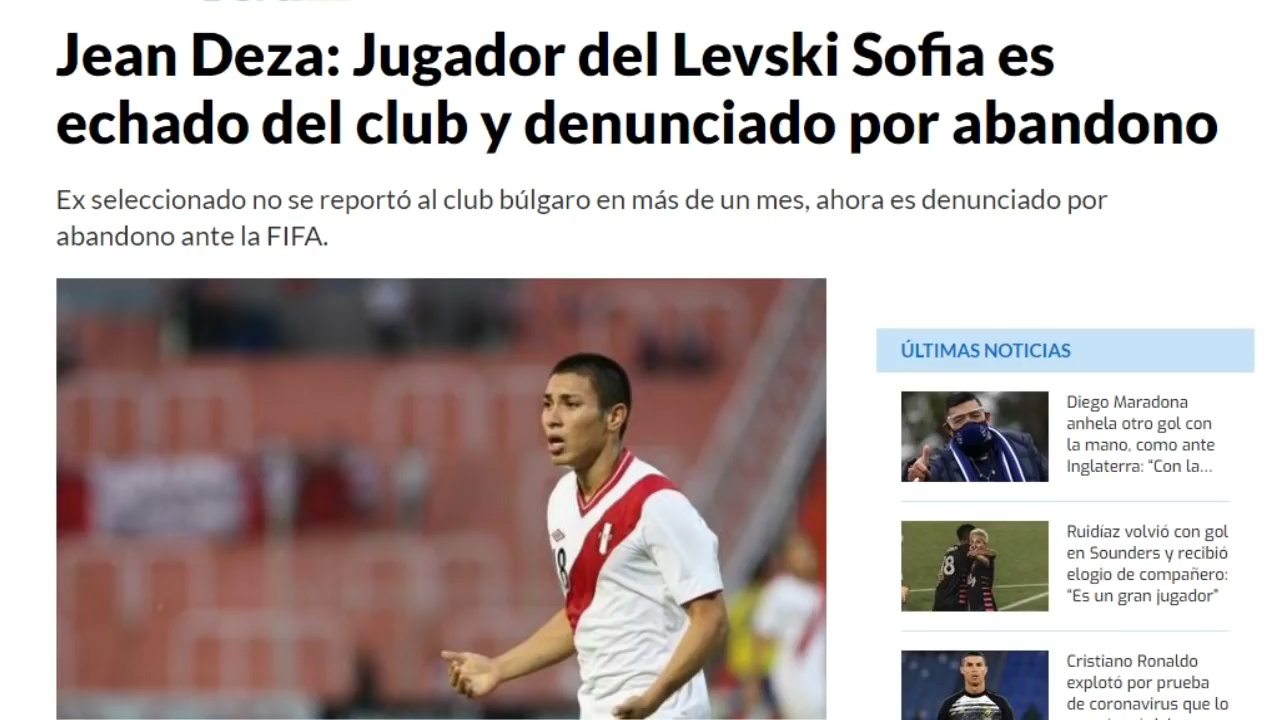 Jean Deza: Jugador del Levski Sofia es
echado del club y denunciado por abandono
Ex seleccionado no se reportó al club búlgaro en más de un mes, ahora es denunciado por
abandono ante la FIFA.
ÚLTIMAS NOTICIAS
Diego Maradona
anhela otro gol con
la mano, como ante
Inglaterra: “Con la...
Ruidíaz volvió con gol
en Sounders y recibió
elogio de compañero:
“Es un gran jugador”
Cristiano Ronaldo
explotó por prueba
de coronavirus que lo